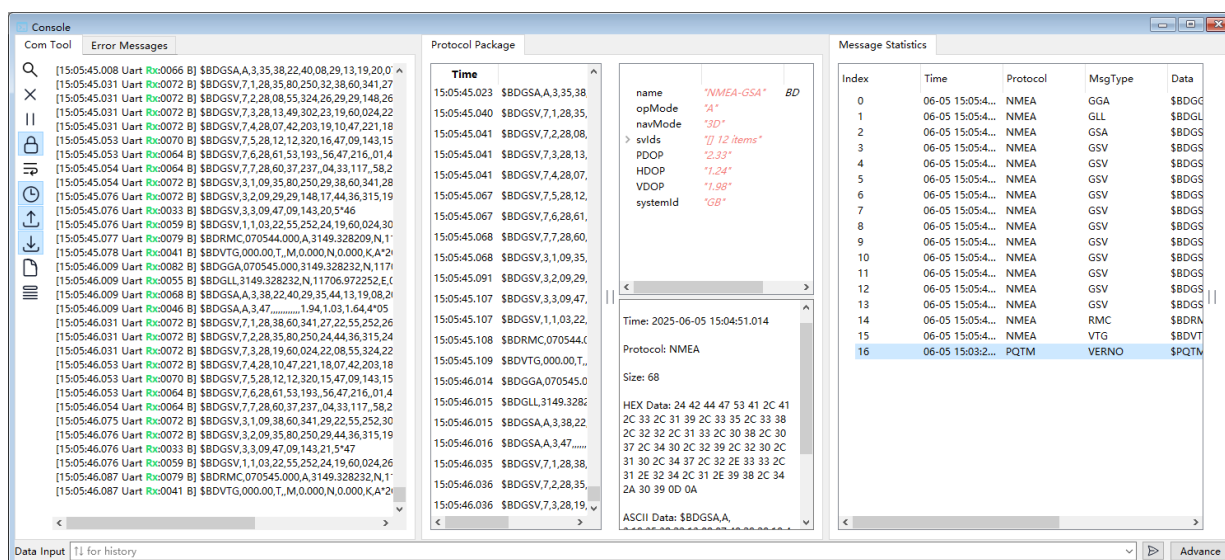 Console
Com Tool
Error Messages
[15:05:45.008 Uart Rx:0066 B] $BDGSA,A,3,35,38,22,40,08,29,13,19,20,0
[15:05:45.031 Uart Rx:0072 B] $BDGSV,7,1,28,35,80,250,32,38,60,341,27
[15:05:45.031 Uart Rx:0072 B] $BDGSV,7,2,28,08,55,324,26,29,29,148,26
[15:05:45.031 Uart Rx:0072 B] $BDGSV,7,3,28,13,49,302,23,19,60,024,22
[15:05:45.031 Uart Rx:0072 B] $BDGSV,7,4,28,07,42,203,19,10,47,221,18
[15:05:45.053 Uart Rx:0070 B] $BDGSV,7,5,28,12,12,320,16,47,09,143,15
[15:05:45.053 Uart Rx:0064 B] $BDGSV,7,6,28,61,53,193,,56,47,216,,01,4
[15:05:45.054 Uart Rx:0064 B] $BDGSV,7,7,28,60,37,237,,04,33,117,,58,2
[15:05:45.054 Uart Rx:0072 B] $BDGSV,3,1,09,35,80,250,29,38,60,341,28
[15:05:45.076 Uart Rx:0072 B] $BDGSV,3,2,09,29,29,148,17,44,36,315,19
[15:05:45.076 Uart Rx:0033 B] $BDGSV,3,3,09,47,09,143,20,5*46
[15:05:45.076 Uart Rx:0059 B] $BDGSV,1,1,03,22,55,252,24,19,60,024,30
[15:05:45.077 Uart Rx:0079 B] $BDRMC,070544.000,A,3149.328209,N,11
[15:05:45.078 Uart Rx:0041 B] $BDVTG,000.00,T,,M,0.000,N,0.000,K,A*2
[15:05:46.009 Uart Rx:0082 B] $BDGGA,070545.000,3149.328232,N,1170
[15:05:46.009 Uart Rx:0055 B] $BDGLL,3149.328232,N,11706.972252,E,0
[15:05:46.009 Uart Rx:0068 B] $BDGSA,A,3,38,22,40,29,35,44,13,19,08,2
[15:05:46.009 Uart Rx:0046 B] $BDGSA,A,3,47,,,,,,,,,,,,1.94,1.03,1.64,4*05
[15:05:46.031 Uart Rx:0072 B] $BDGSV,7,1,28,38,60,341,27,22,55,252,26
[15:05:46.031 Uart Rx:0072 B] $BDGSV,7,2,28,35,80,250,24,44,36,315,24
[15:05:46.031 Uart Rx:0072 B] $BDGSV,7,3,28,19,60,024,22,08,55,324,22
[15:05:46.053 Uart Rx:0072 B] $BDGSV,7,4,28,10,47,221,18,07,42,203,18
[15:05:46.053 Uart Rx:0070 B] $BDGSV,7,5,28,12,12,320,15,47,09,143,15
[15:05:46.053 Uart Rx:0064 B] $BDGSV,7,6,28,61,53,193,,56,47,216,,01,4
[15:05:46.054 Uart Rx:0064 B] $BDGSV,7,7,28,60,37,237,,04,33,117,,58,2
[15:05:46.075 Uart Rx:0072 B] $BDGSV,3,1,09,38,60,341,29,22,55,252,30
[15:05:46.076 Uart Rx:0072 B] $BDGSV,3,2,09,35,80,250,29,44,36,315,19
[15:05:46.076 Uart Rx:0033 B] $BDGSV,3,3,09,47,09,143,21,5*47
[15:05:46.076 Uart Rx:0059 B] $BDGSV,1,1,03,22,55,252,24,19,60,024,26
[15:05:46.087 Uart Rx:0079 B] $BDRMC,070545.000,A,3149.328232,N,11
[15:05:46.087 Uart Rx:0041 B] $BDVTG,000.00,T,,M,0.000,N,0.000,K,A*2
Protocol Package
Time
15:05:45.023 $BDGSA,A,3,35,38,
15:05:45.040 $BDGSV,7,1,28,35,
15:05:45.041 $BDGSV,7,2,28,08,
15:05:45.041 $BDGSV,7,3,28,13,
15:05:45.041 $BDGSV,7,4,28,07,
15:05:45.067 $BDGSV,7,5,28,12,
15:05:45.067 $BDGSV,7,6,28,61,
15:05:45.068 $BDGSV,7,7,28,60,
15:05:45.068 $BDGSV,3,1,09,35,
15:05:45.091 $BDGSV,3,2,09,29,
15:05:45.107 $BDGSV,3,3,09,47,
15:05:45.107 $BDGSV,1,1,03,22,
15:05:45.108 $BDRMC,070544.0
15:05:45.109 $BDVTG,000.00,T,,
15:05:46.014 $BDGGA,070545.0
15:05:46.015 $BDGLL,3149.3282
15:05:46.015 $BDGSA,A,3,38,22,
15:05:46.016 $BDGSA,A,3,47,,,,,
15:05:46.035 $BDGSV,7,1,28,38,
15:05:46.036 $BDGSV,7,2,28,35,
15:05:46.036 $BDGSV,7,3,28,19,
name "NMEA-GSA" BD
opMode "A"
navMode "3D"
svIds "[] 12 items"
PDOP "2.33"
HDOP "1.24"
VDOP "1.98"
systemId "GB"
Time: 2025-06-05 15:04:51.014
Protocol: NMEA
Size: 68
HEX Data: 24 42 44 47 53 41 2C 41
2C 33 2C 31 39 2C 33 35 2C 33 38
2C 32 32 2C 31 33 2C 30 38 2C 30
37 2C 34 30 2C 32 39 2C 32 30 2C
31 30 2C 34 37 2C 32 2E 33 33 2C
31 2E 32 34 2C 31 2E 39 38 2C 34
2A 30 39 0D 0A
ASCII Data: $BDGSA,A,
Message Statistics
Index Time Protocol MsgType Data
0 06-05 15:05:4... NMEA GGA $BDGG
1 06-05 15:05:4... NMEA GLL $BDGL
2 06-05 15:05:4... NMEA GSA $BDGS
3 06-05 15:05:4... NMEA GSV $BDGS
4 06-05 15:05:4... NMEA GSV $BDGS
5 06-05 15:05:4... NMEA GSV $BDGS
6 06-05 15:05:4... NMEA GSV $BDGS
7 06-05 15:05:4... NMEA GSV $BDGS
8 06-05 15:05:4... NMEA GSV $BDGS
9 06-05 15:05:4... NMEA GSV $BDGS
10 06-05 15:05:4... NMEA GSV $BDGS
11 06-05 15:05:4... NMEA GSV $BDGS
12 06-05 15:05:4... NMEA GSV $BDGS
13 06-05 15:05:4... NMEA GSV $BDGS
14 06-05 15:05:4... NMEA RMC $BDRN
15 06-05 15:05:4... NMEA VTG $BDVT
16 06-05 15:03:2... PQTM VERNO $PQTM
Data Input ↑↓ for history
Advance